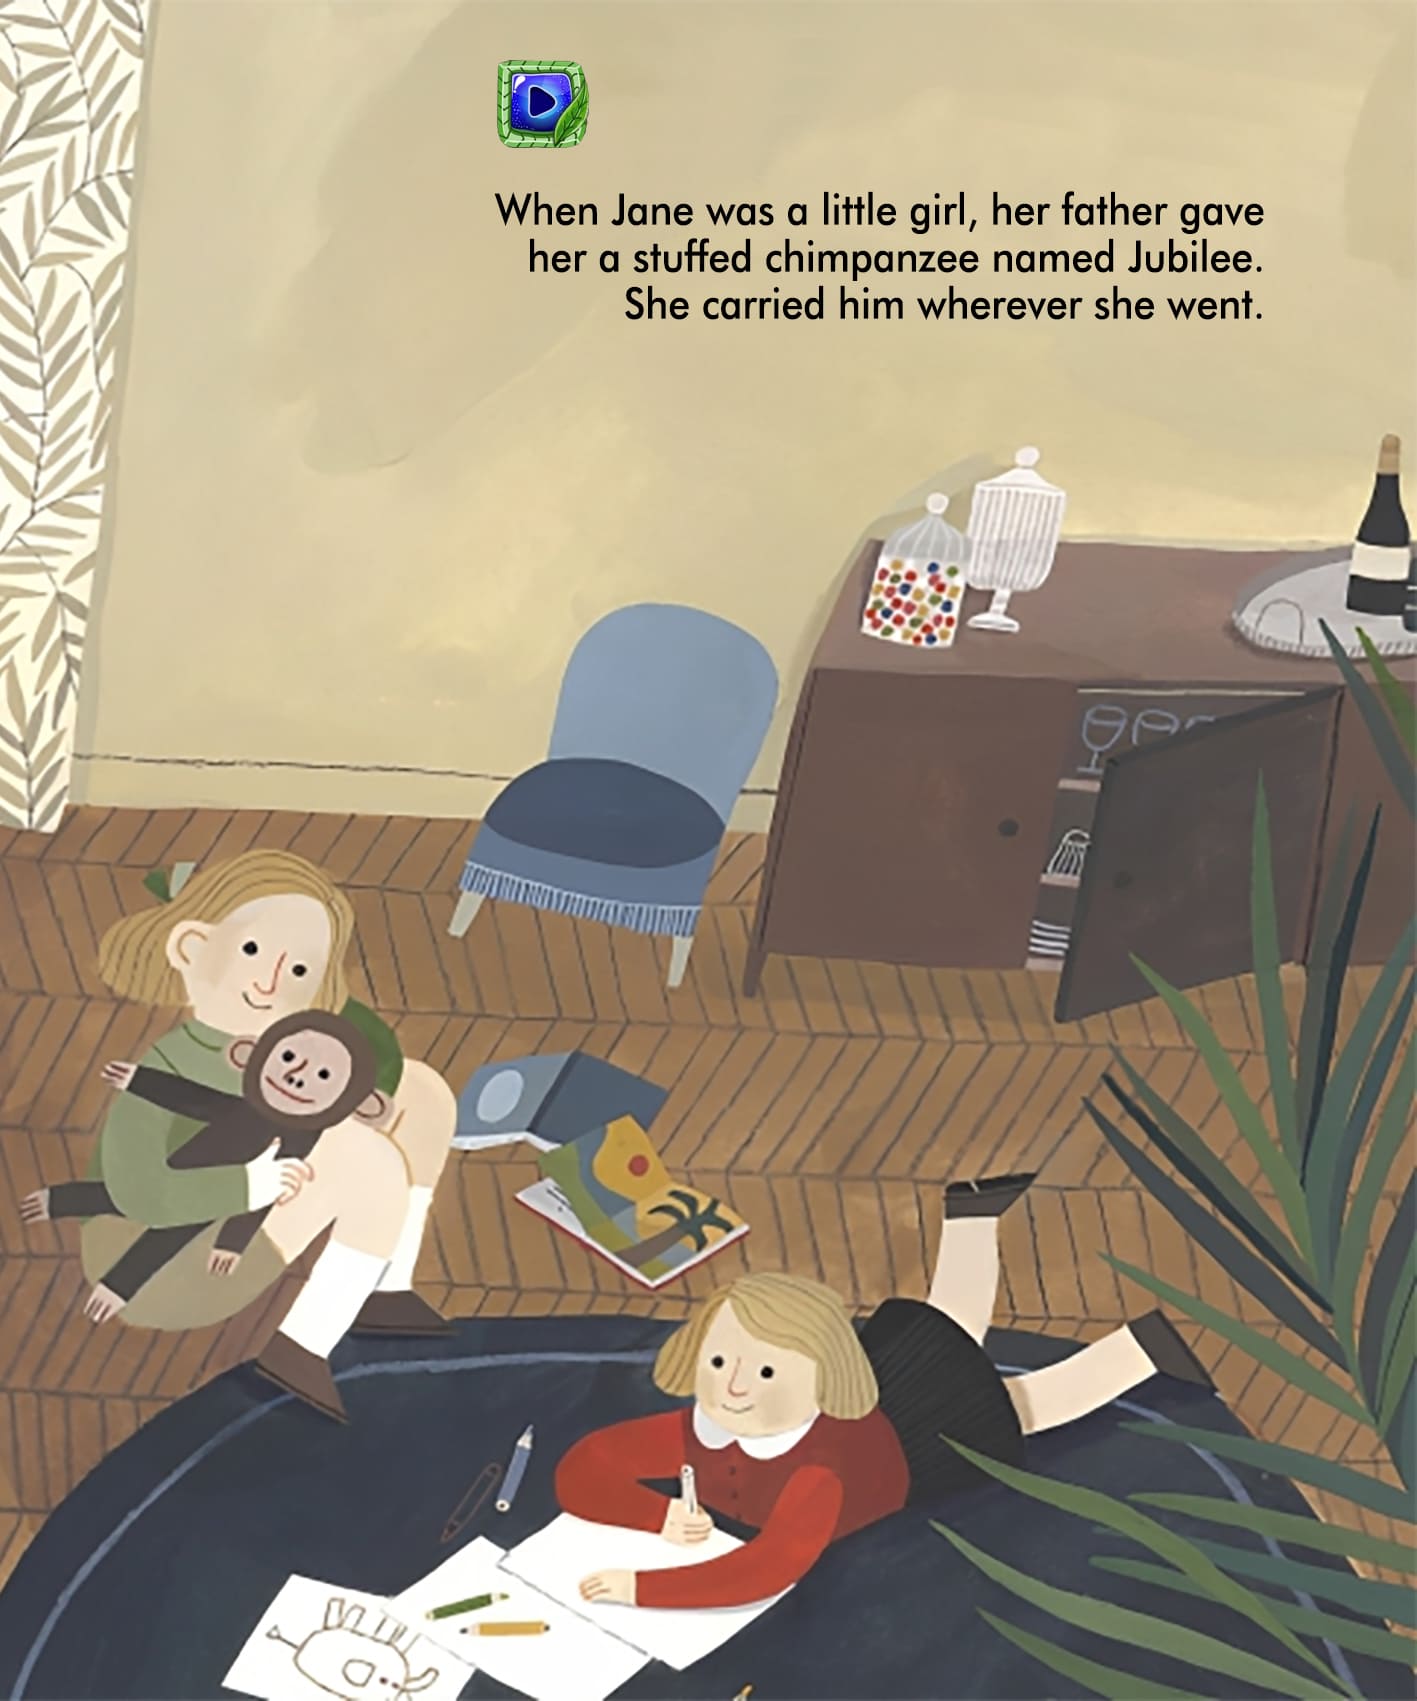 When Jane was a little girl, her father gave
her a stuffed chimpanzee named Jubilee.
She carried him wherever she went.